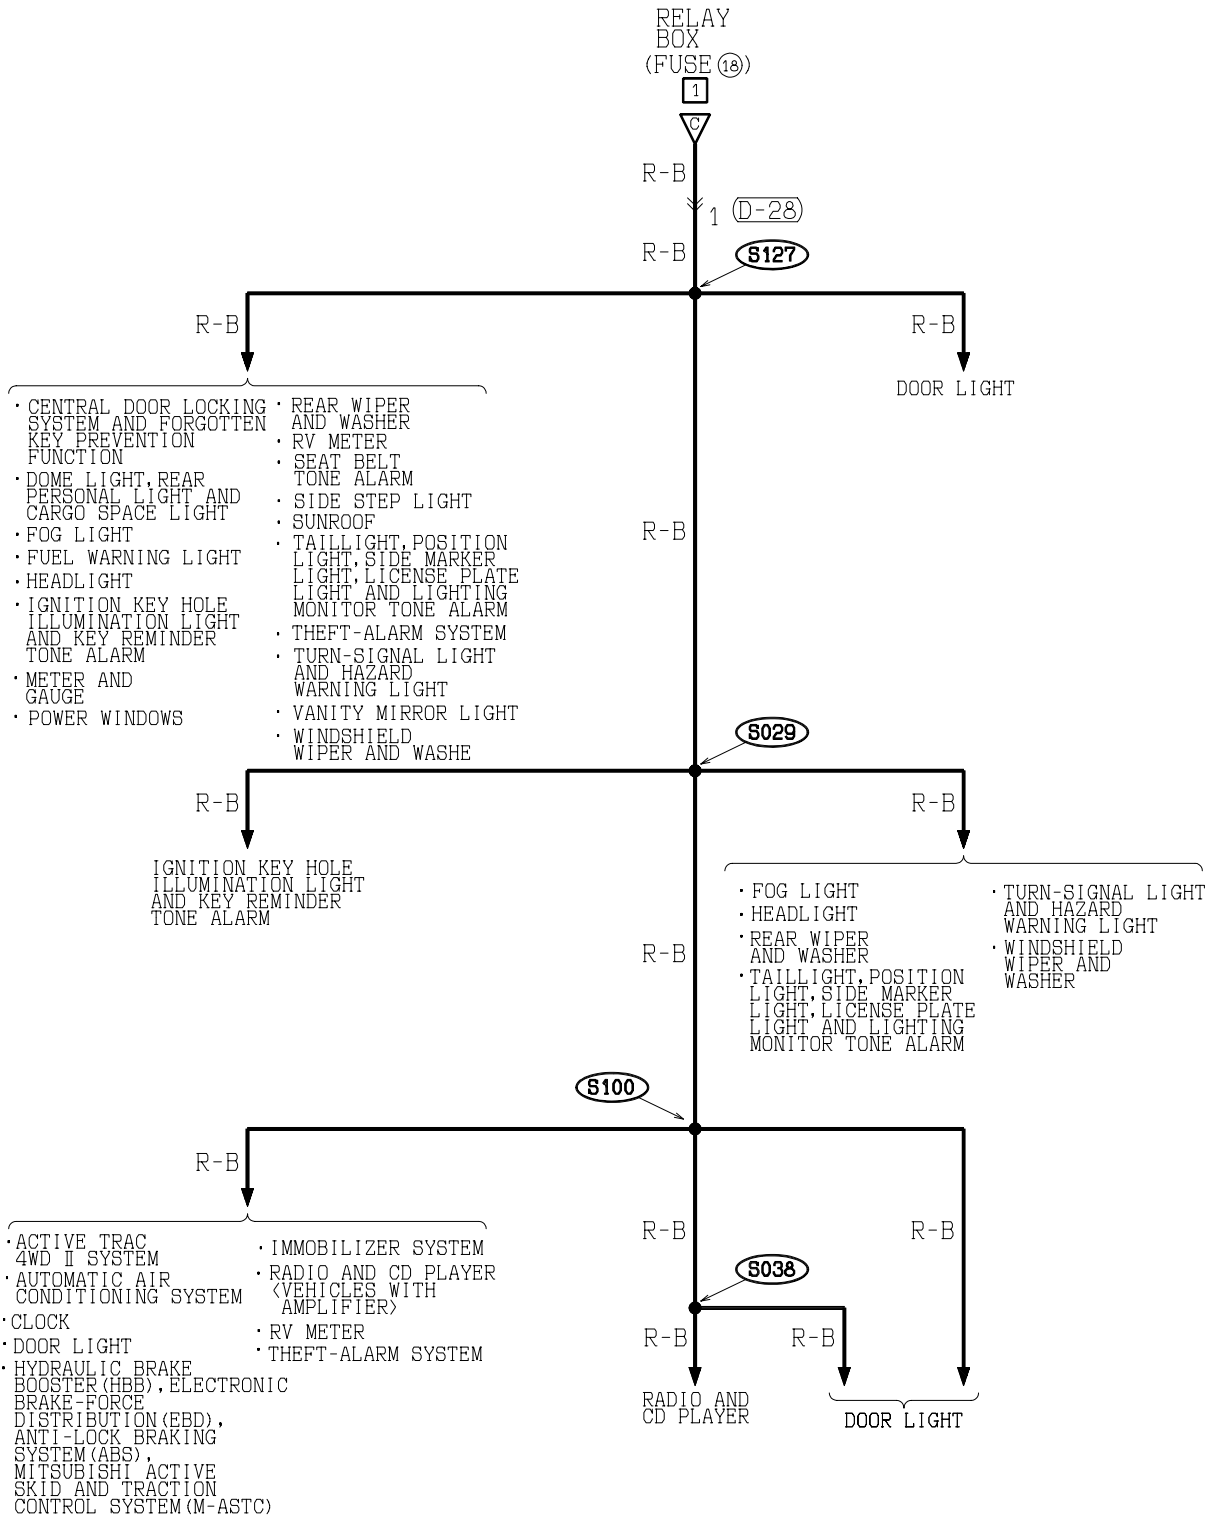 RELAY
BOX
(FUSE 18)
1
C
R-B
1 D-28
R-B
S127
R-B
R-B
DOOR LIGHT
· CENTRAL DOOR LOCKING
SYSTEM AND FORGOTTEN
KEY PREVENTION
FUNCTION
· DOME LIGHT, REAR
PERSONAL LIGHT AND
CARGO SPACE LIGHT
· FOG LIGHT
· FUEL WARNING LIGHT
· HEADLIGHT
· IGNITION KEY HOLE
ILLUMINATION LIGHT
AND KEY REMINDER
TONE ALARM
· METER AND
GAUGE
· POWER WINDOWS
· REAR WIPER
AND WASHER
· RV METER
· SEAT BELT
TONE ALARM
· SIDE STEP LIGHT
· SUNROOF
· TAILLIGHT, POSITION
LIGHT, SIDE MARKER
LIGHT, LICENSE PLATE
LIGHT AND LIGHTING
MONITOR TONE ALARM
· THEFT-ALARM SYSTEM
· TURN-SIGNAL LIGHT
AND HAZARD
WARNING LIGHT
· VANITY MIRROR LIGHT
· WINDSHIELD
WIPER AND WASHE
R-B
S029
R-B
R-B
IGNITION KEY HOLE
ILLUMINATION LIGHT
AND KEY REMINDER
TONE ALARM
· FOG LIGHT
· HEADLIGHT
· REAR WIPER
AND WASHER
· TAILLIGHT, POSITION
LIGHT, SIDE MARKER
LIGHT, LICENSE PLATE
LIGHT AND LIGHTING
MONITOR TONE ALARM
· TURN-SIGNAL LIGHT
AND HAZARD
WARNING LIGHT
· WINDSHIELD
WIPER AND
WASHER
R-B
S100
R-B
R-B
R-B
· ACTIVE TRAC
4WD Ⅱ SYSTEM
· AUTOMATIC AIR
CONDITIONING SYSTEM
· CLOCK
· DOOR LIGHT
· HYDRAULIC BRAKE
BOOSTER(HBB), ELECTRONIC
BRAKE-FORCE
DISTRIBUTION(EBD),
ANTI-LOCK BRAKING
SYSTEM(ABS),
MITSUBISHI ACTIVE
SKID AND TRACTION
CONTROL SYSTEM(M-ASTC)
· IMMOBILIZER SYSTEM
· RADIO AND CD PLAYER
<VEHICLES WITH
AMPLIFIER>
· RV METER
· THEFT-ALARM SYSTEM
S038
R-B
R-B
RADIO AND
CD PLAYER
DOOR LIGHT